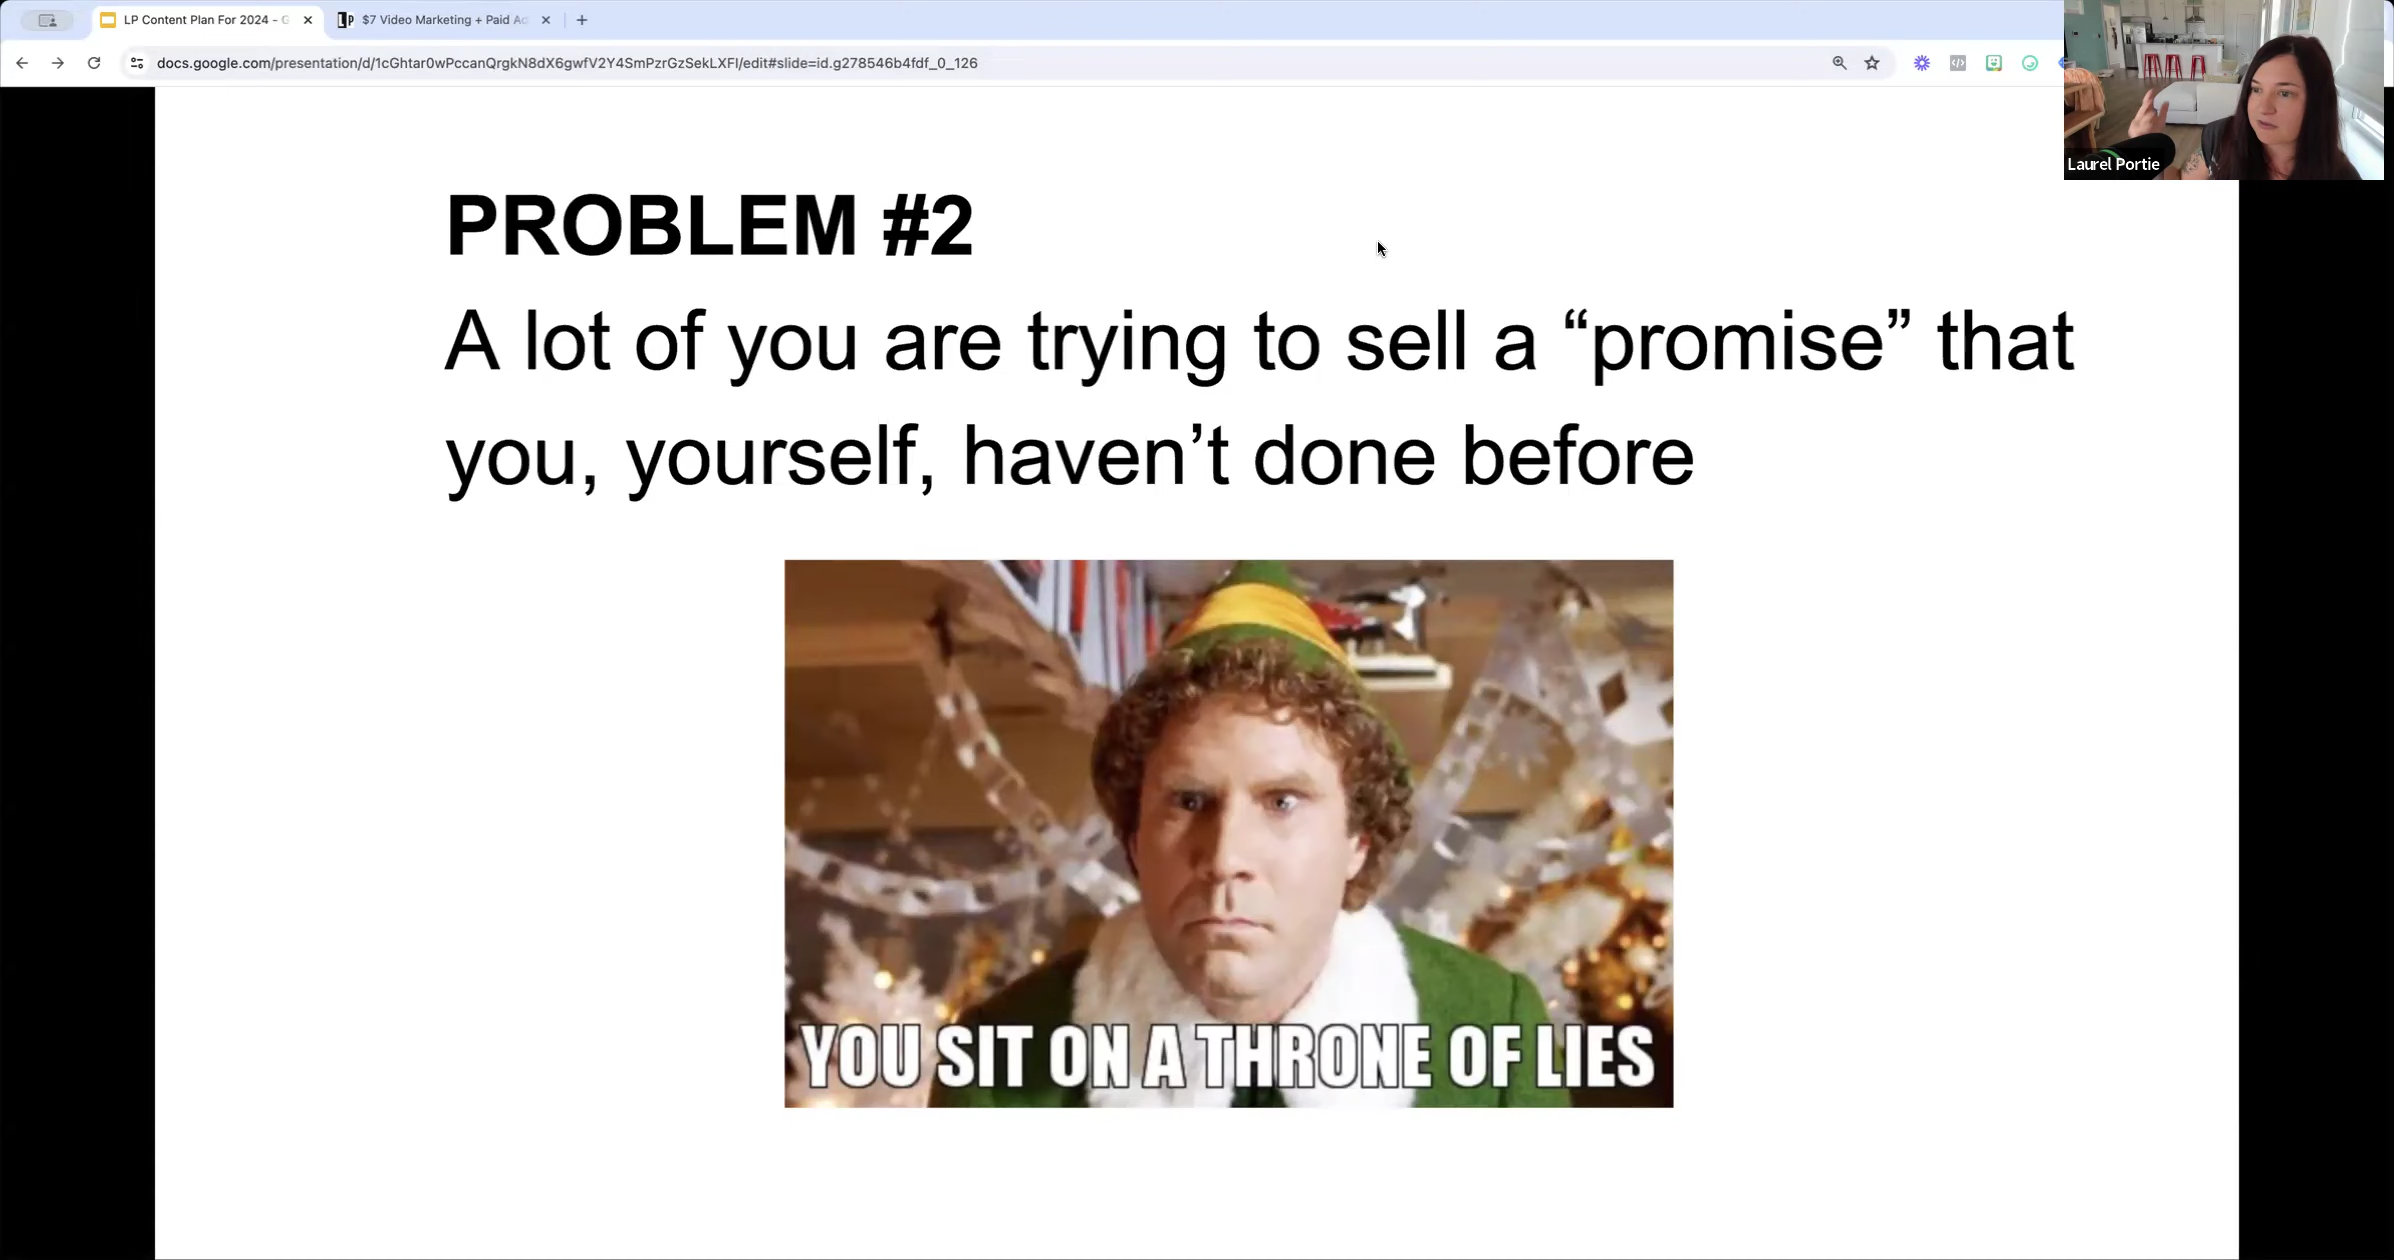 LP Content Plan For 2024 - G
$7 Video Marketing + Paid Ad
docs.google.com/presentation/d/1cGhtar0wPccanQrgkN8dX6gwfV2Y4SmPzrGzSekLXFI/edit#slide=id.g278546b4fdf_0_126
Laurel Portie
PROBLEM #2
A lot of you are trying to sell a “promise” that
you, yourself, haven’t done before
YOU SIT ON A THRONE OF LIES